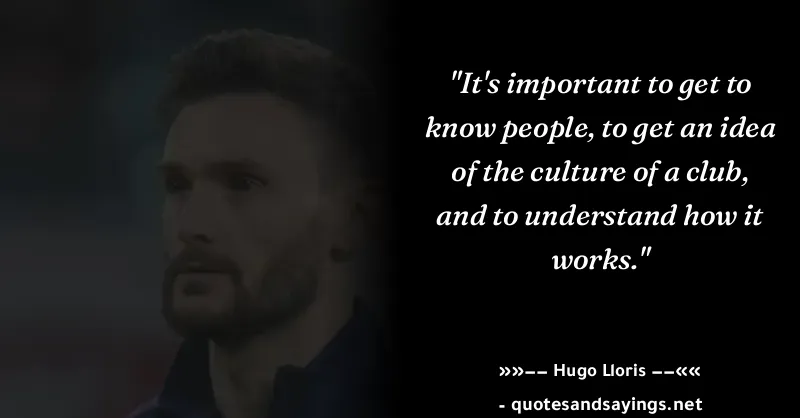 "It's important to get to
know people, to get an idea
of the culture of a club,
and to understand how it
works."
»»−− Hugo Lloris −−««
- quotesandsayings.net